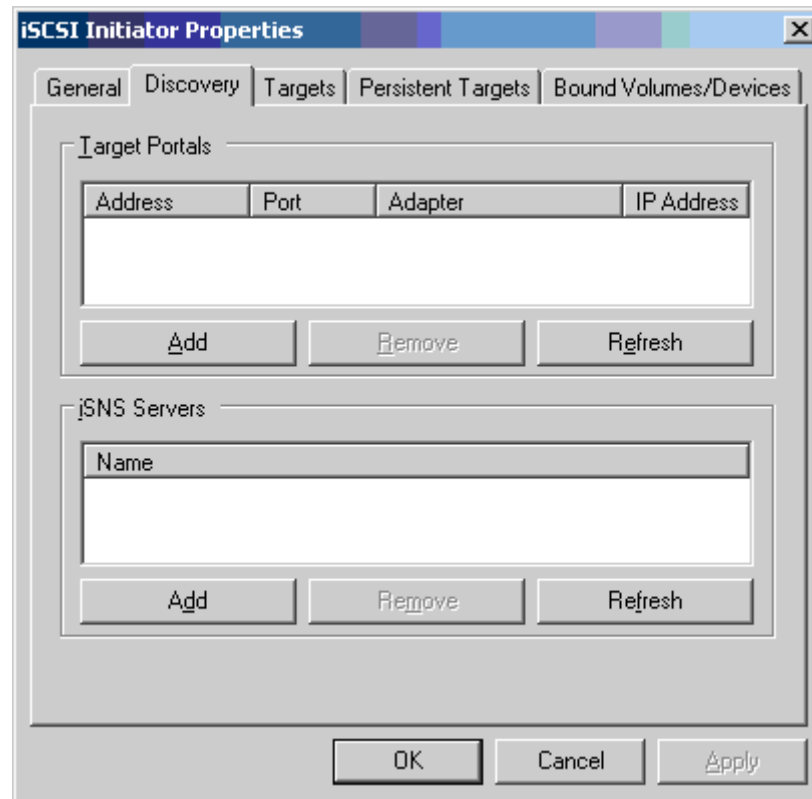 iSCSI Initiator Properties
General Discovery Targets Persistent Targets Bound Volumes/Devices
Target Portals
Address Port Adapter IP Address
Add Remove Refresh
iSNS Servers
Name
Add Remove Refresh
OK Cancel Apply